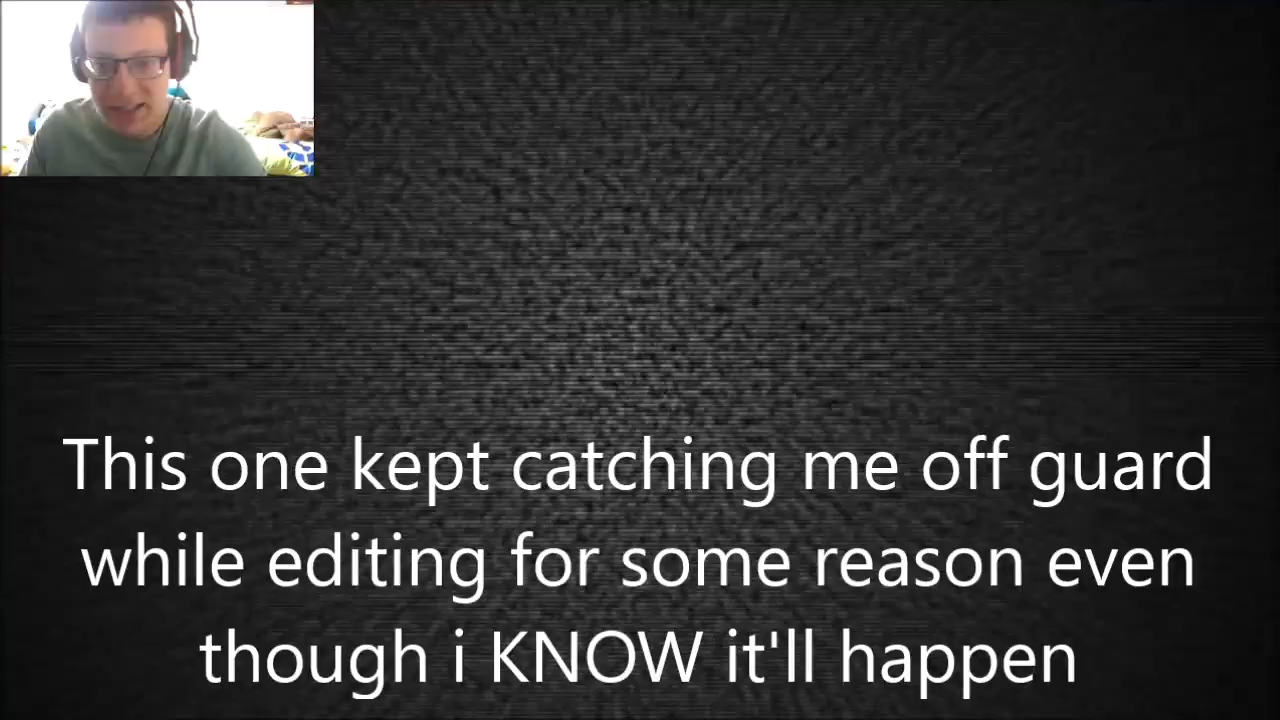 This one kept catching me off guard
while editing for some reason even
though i KNOW it'll happen